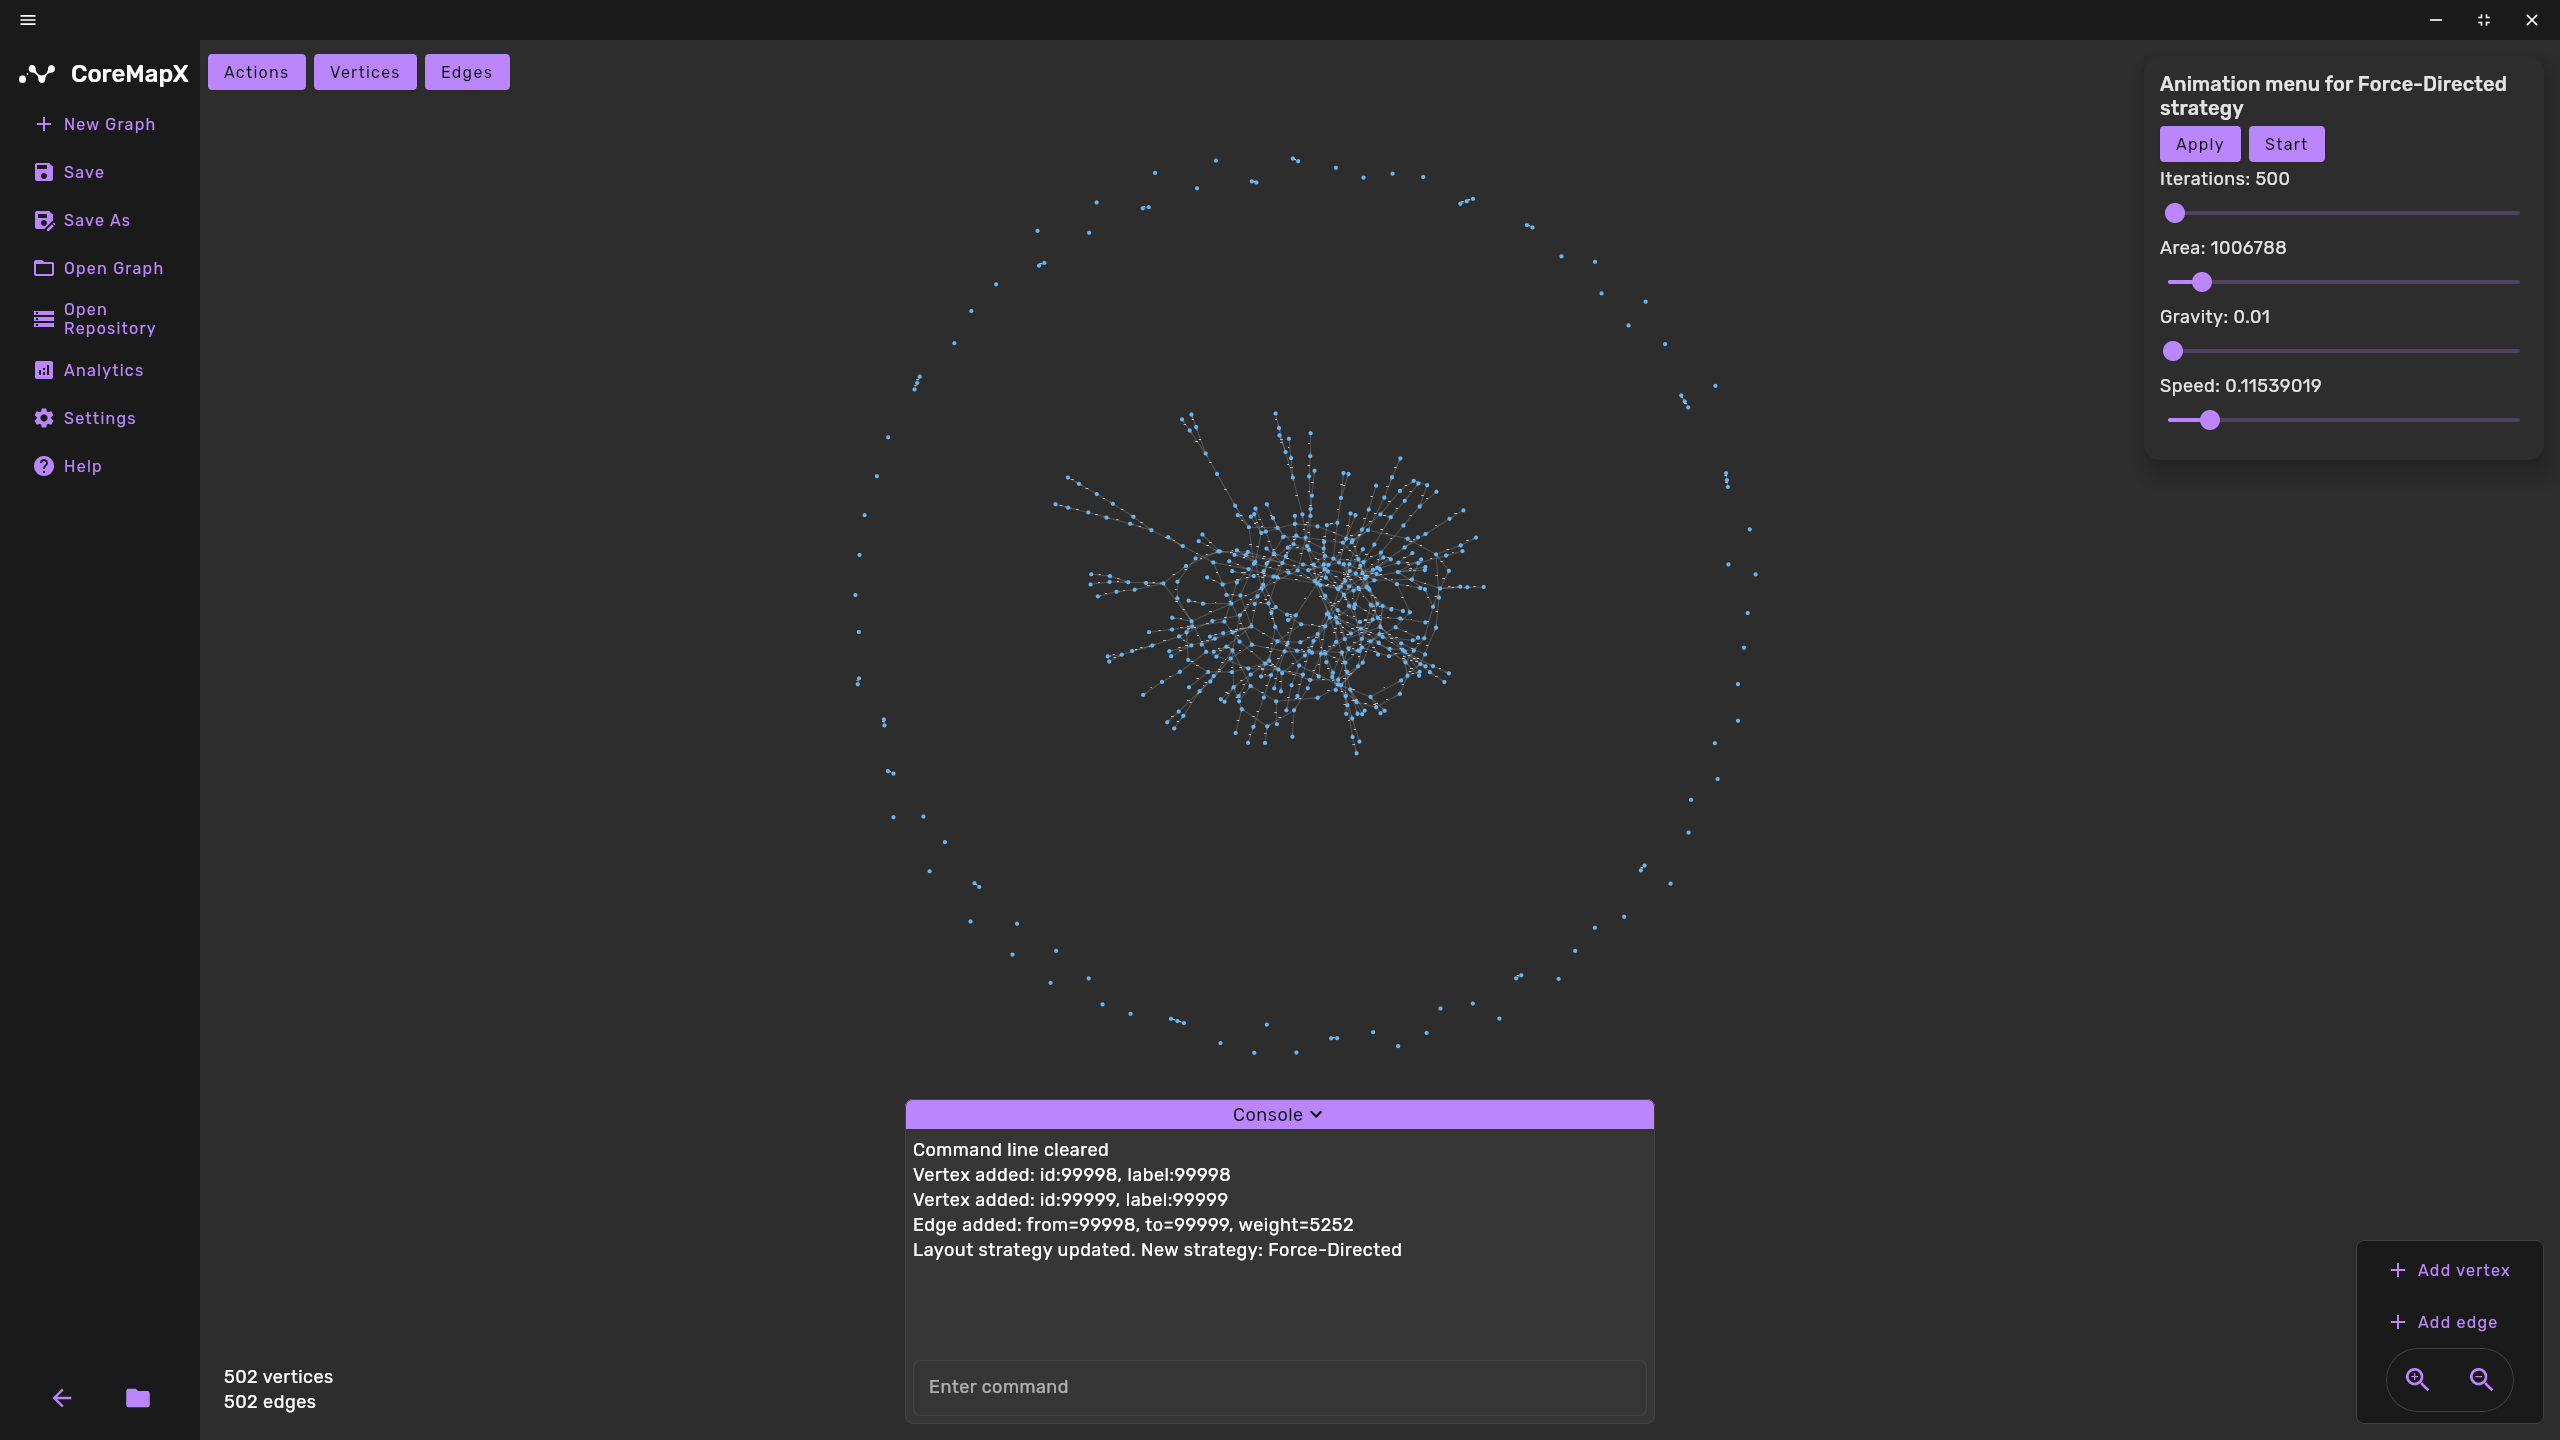 CoreMapX
New Graph
Save
Save As
Open Graph
Open
Repository
Analytics
Settings
Help
Actions
Vertices
Edges
Animation menu for Force-Directed
strategy
Apply
Start
Iterations: 500
Area: 1006788
Gravity: 0.01
Speed: 0.11539019
Console
Command line cleared
Vertex added: id:99998, label:99998
Vertex added: id:99999, label:99999
Edge added: from=99998, to=99999, weight=5252
Layout strategy updated. New strategy: Force-Directed
Enter command
502 vertices
502 edges
Add vertex
Add edge